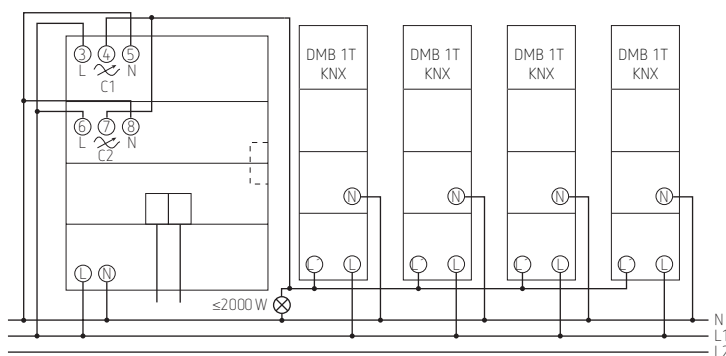 3 4 5
L N
C1
6 7 8
L N
C2
L N
≤2000 W
DMB 1T
KNX
N
L L
DMB 1T
KNX
N
L L
DMB 1T
KNX
N
L L
DMB 1T
KNX
N
L L
N
L1
L2